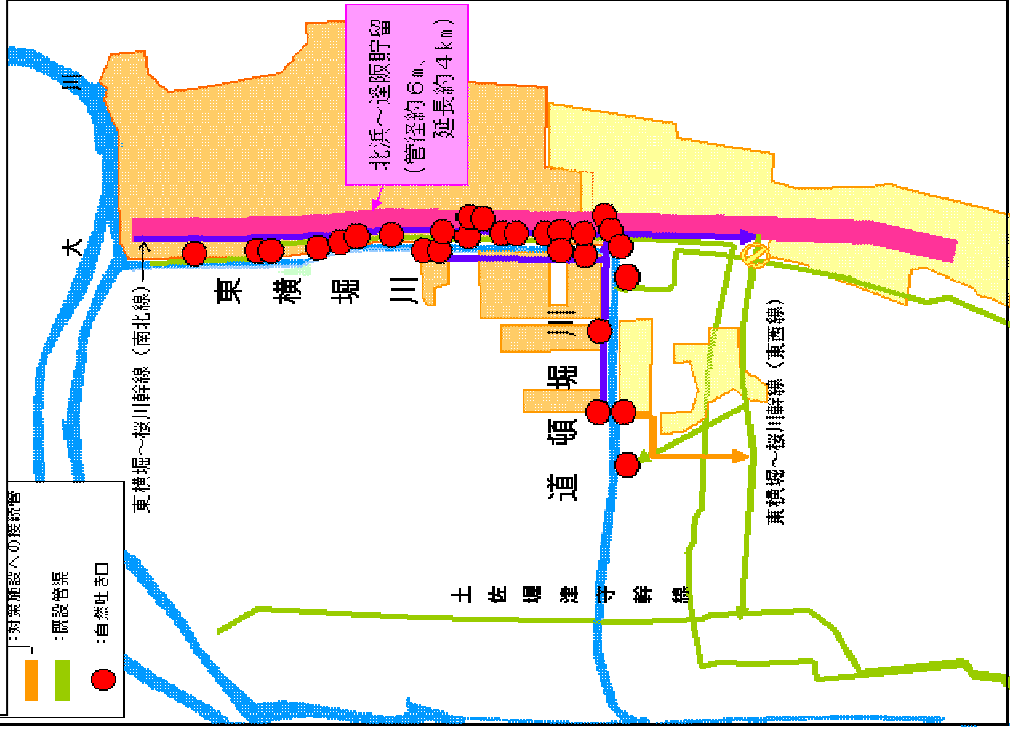 北浜～逢阪貯留
(管径約6m、
延長約4km)
大
川
東横堀～桜川幹線(南北線)
東横堀川
道頓堀川
東横堀～桜川幹線(東西線)
土佐堀津守幹線
:対策施設への接続管
:既設管渠
:自然吐き口